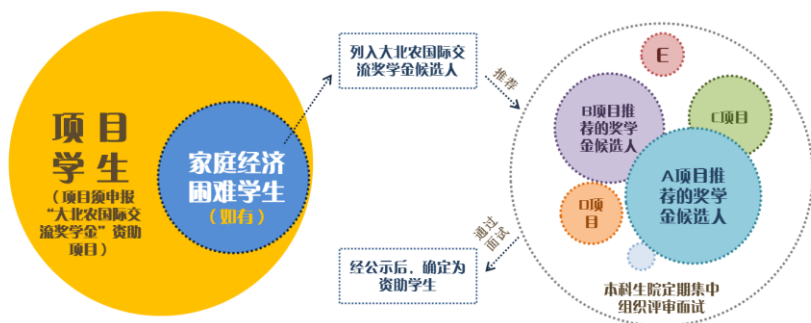 项目
学生
（项目须申报
“大北农国际交
流奖学金”资助
项目）
家庭经济
困难学生
（如有）
列入大北农国际交
流奖学金候选人
推荐
E
B项目推
荐的奖学
金候选人
C项目
A项目推
荐的奖学
金候选人
D项
目
通过
面试
经公示后，确定为
资助学生
本科生院定期集中
组织评审面试